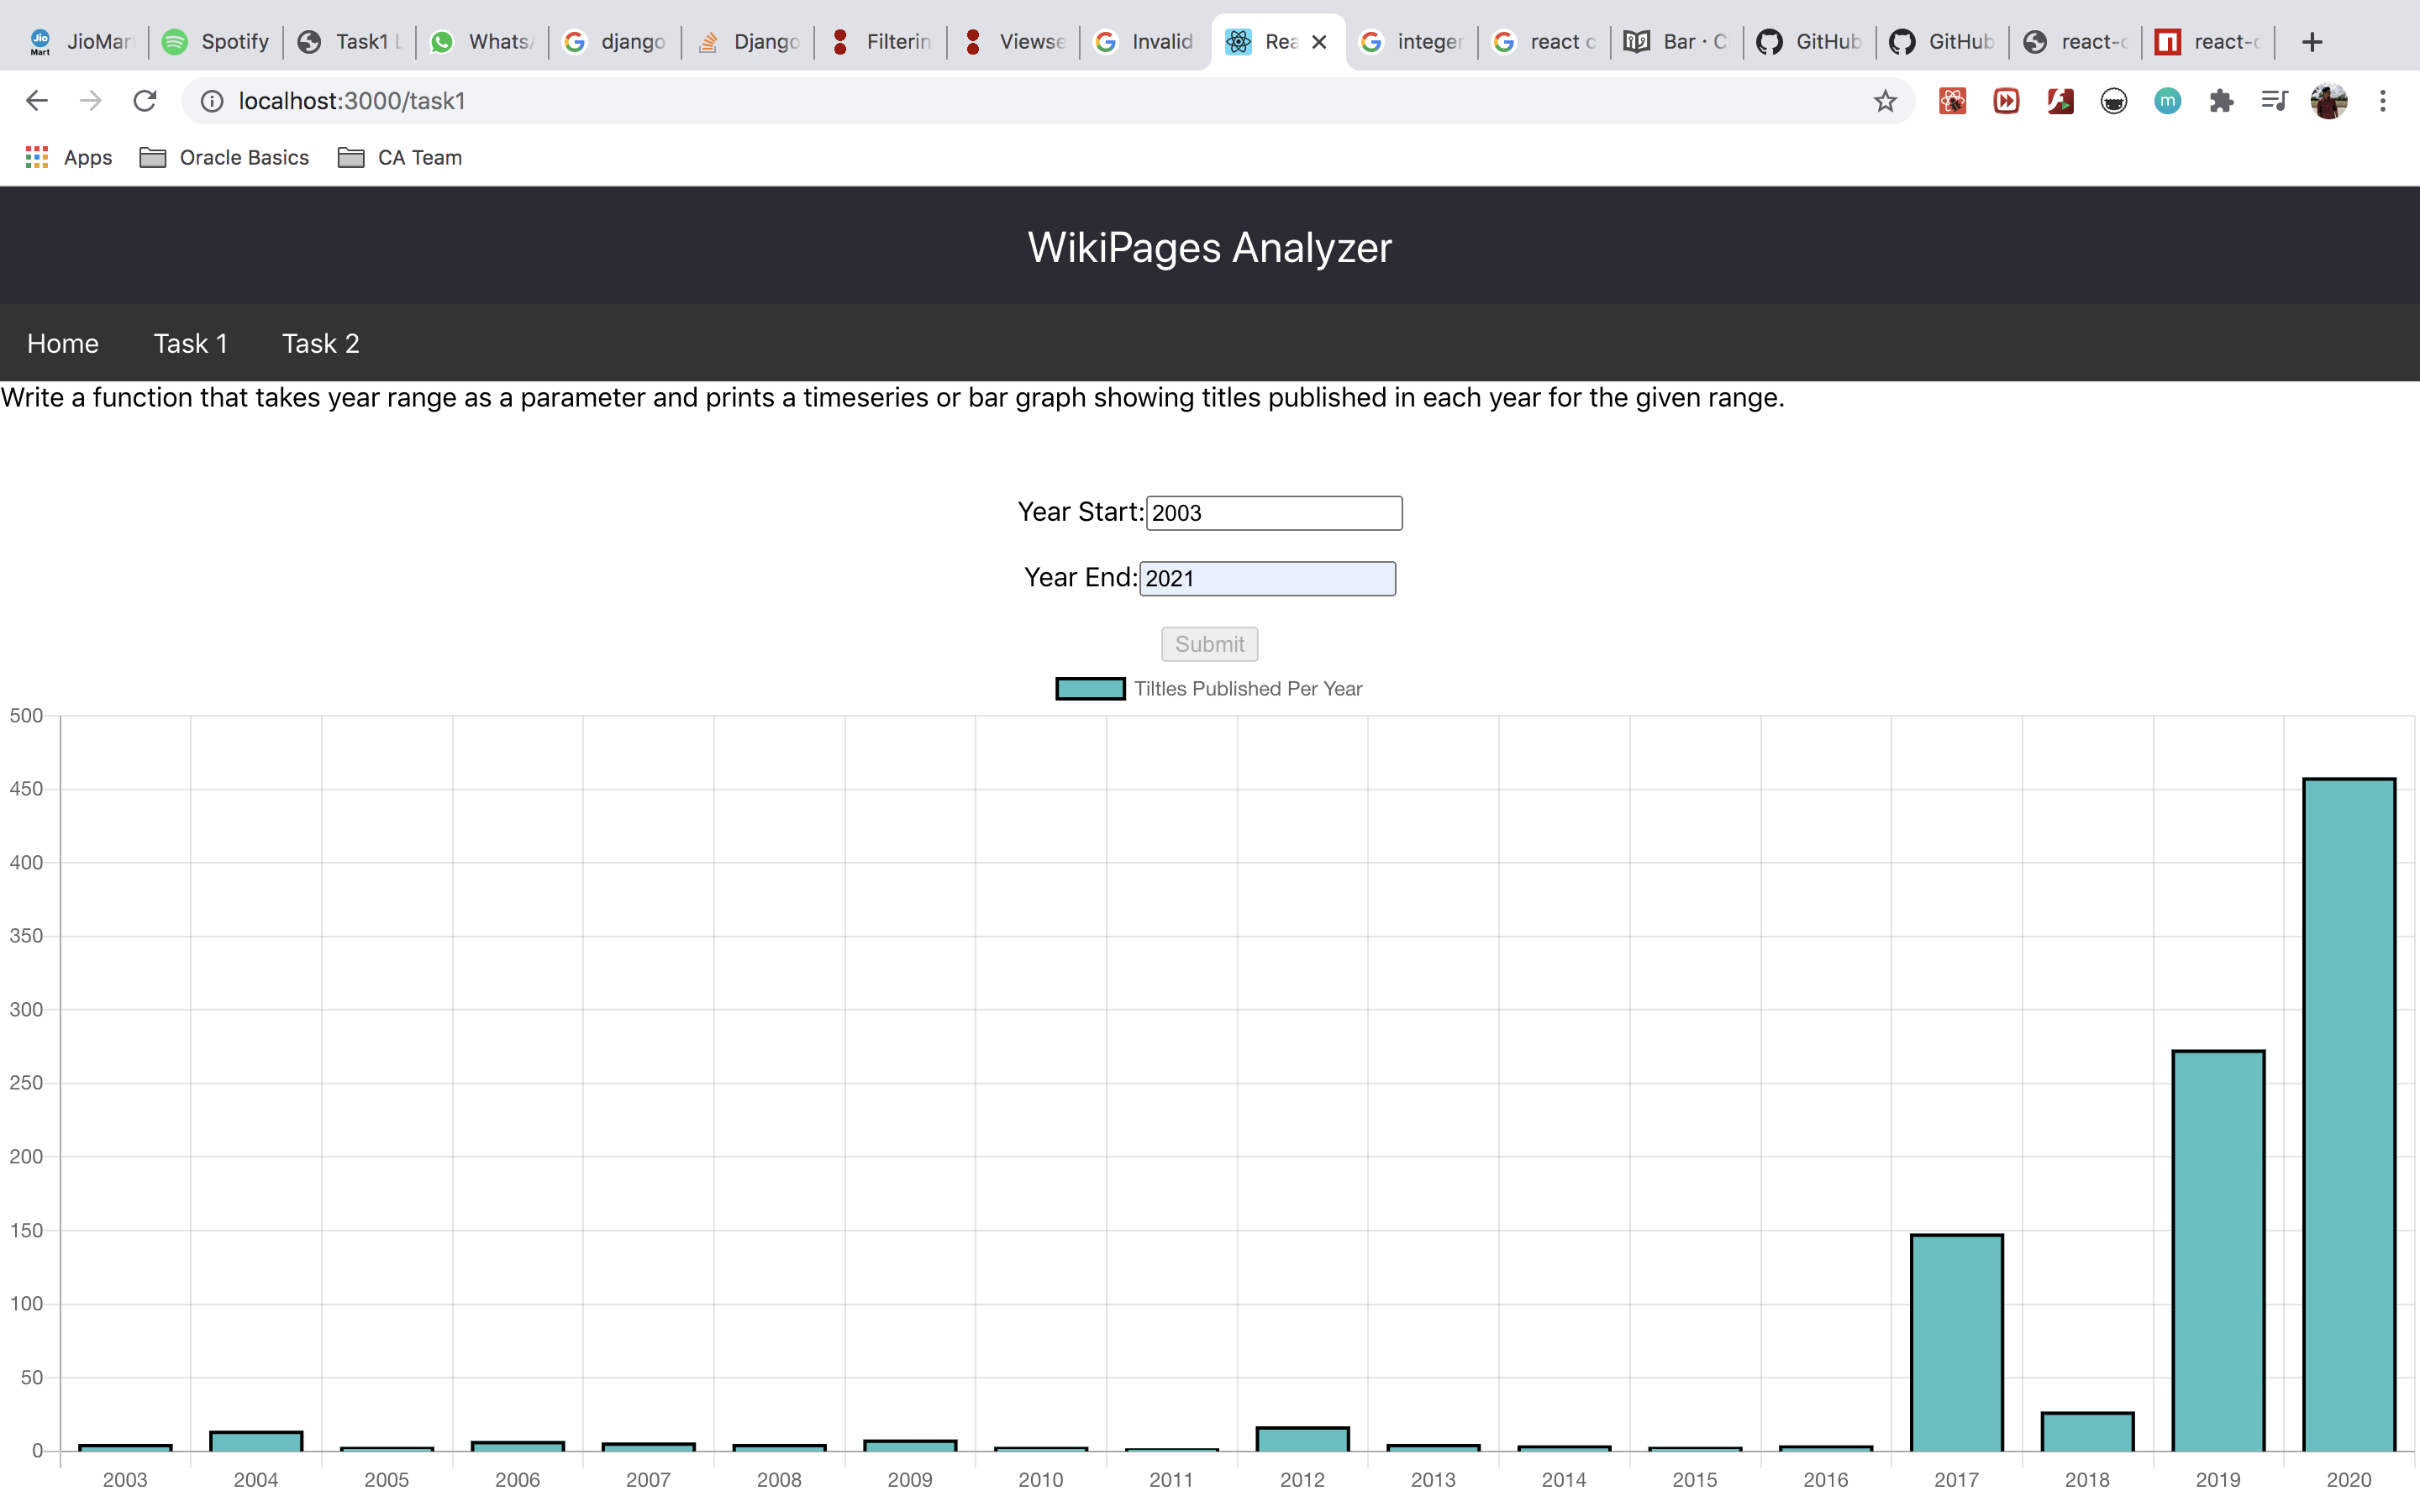 JioMar Spotify Task1 L Whats django Django Filterin Viewse Invalid Rea integer react c Bar · C GitHub GitHub react-c react-c
localhost:3000/task1
Apps Oracle Basics CA Team
WikiPages Analyzer
Home Task 1 Task 2
Write a function that takes year range as a parameter and prints a timeseries or bar graph showing titles published in each year for the given range.
Year Start: 2003
Year End: 2021
Submit
Tiltles Published Per Year
500
450
400
350
300
250
200
150
100
50
0
2003 2004 2005 2006 2007 2008 2009 2010 2011 2012 2013 2014 2015 2016 2017 2018 2019 2020